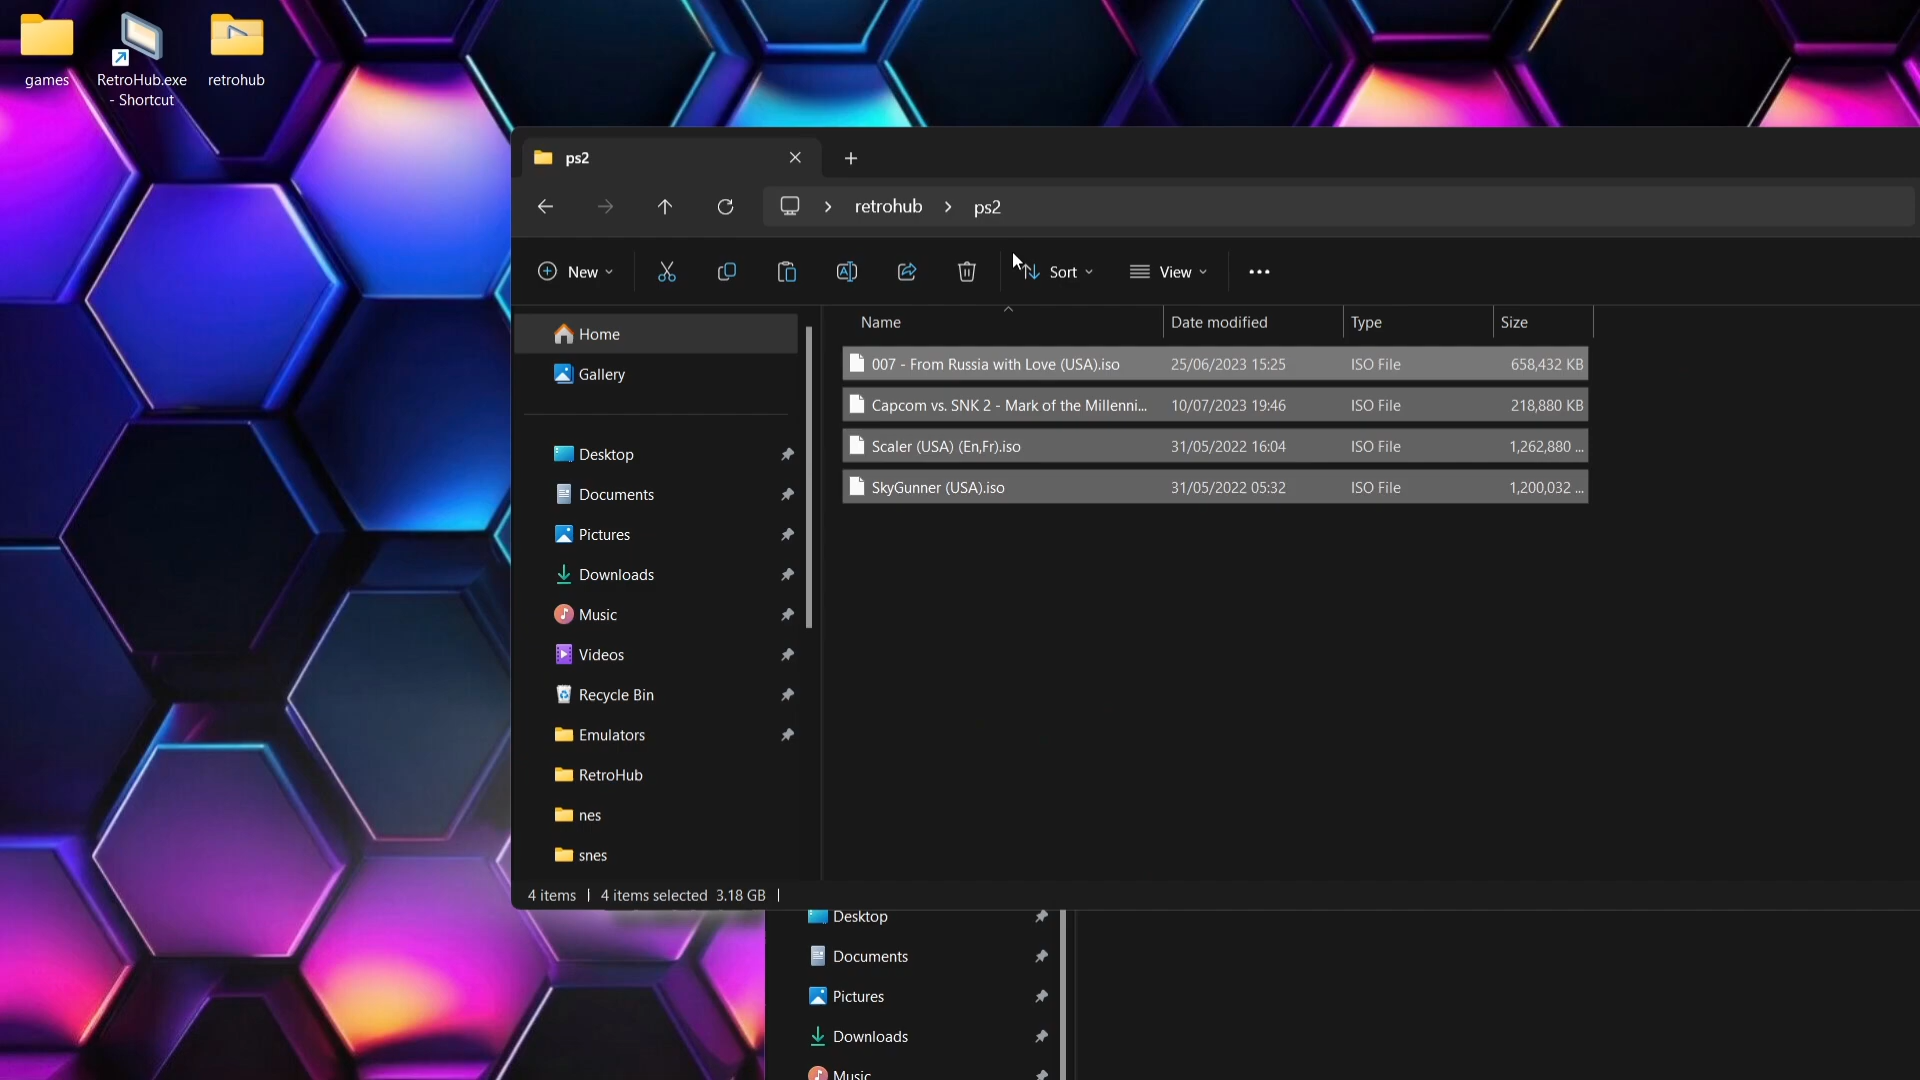 games
RetroHub.exe
- Shortcut
retrohub
ps2
retrohub
ps2
New
Sort
View
Home
Gallery
Desktop
Documents
Pictures
Downloads
Music
Videos
Recycle Bin
Emulators
RetroHub
nes
snes
Name Date modified Type Size
007 - From Russia with Love (USA).iso 25/06/2023 15:25 ISO File 658,432 KB
Capcom vs. SNK 2 - Mark of the Millenni... 10/07/2023 19:46 ISO File 218,880 KB
Scaler (USA) (En,Fr).iso 31/05/2022 16:04 ISO File 1,262,880 ...
SkyGunner (USA).iso 31/05/2022 05:32 ISO File 1,200,032 ...
4 items | 4 items selected 3.18 GB |
Desktop
Documents
Pictures
Downloads
Music